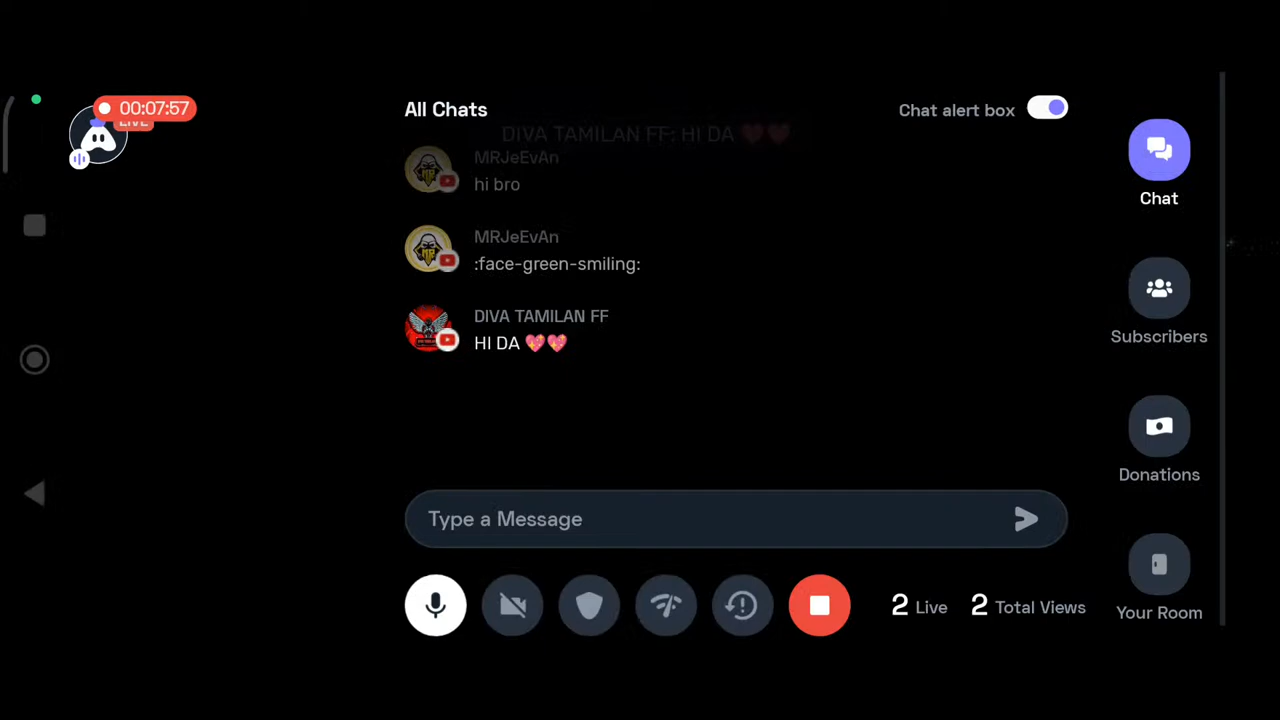 00:07:57
LIVE
All Chats
Chat alert box
DIVA TAMILAN FF: HI DA ❤️❤️
MRJeEvAn
hi bro
MRJeEvAn
:face-green-smiling:
DIVA TAMILAN FF
HI DA 💖💖
Type a Message
2 Live
2 Total Views
Chat
Subscribers
Donations
Your Room